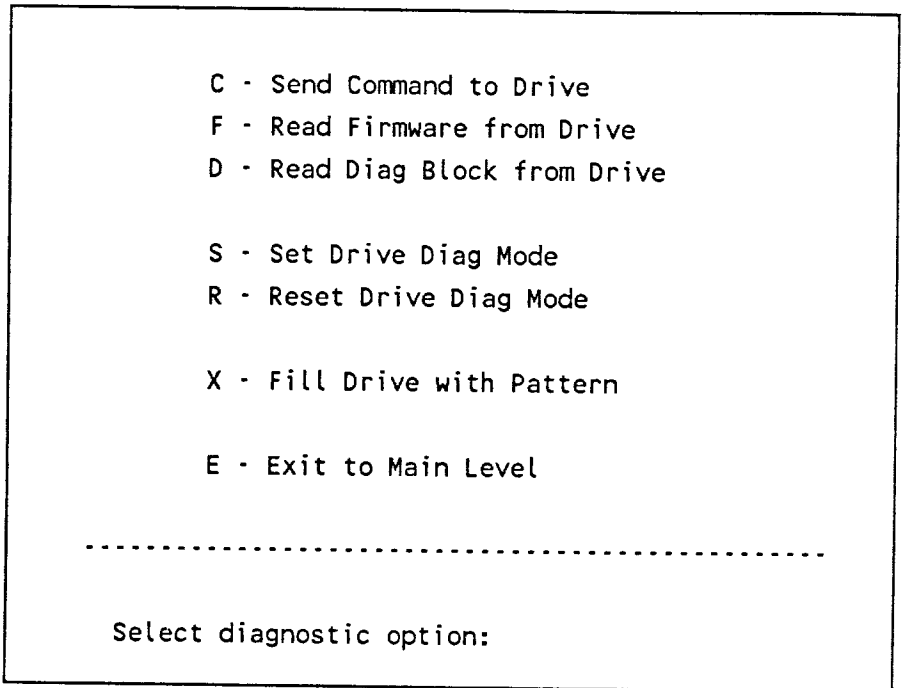 C - Send Command to Drive
F - Read Firmware from Drive
D - Read Diag Block from Drive
S - Set Drive Diag Mode
R - Reset Drive Diag Mode
X - Fill Drive with Pattern
E - Exit to Main Level
-------------------------------------------------
Select diagnostic option: